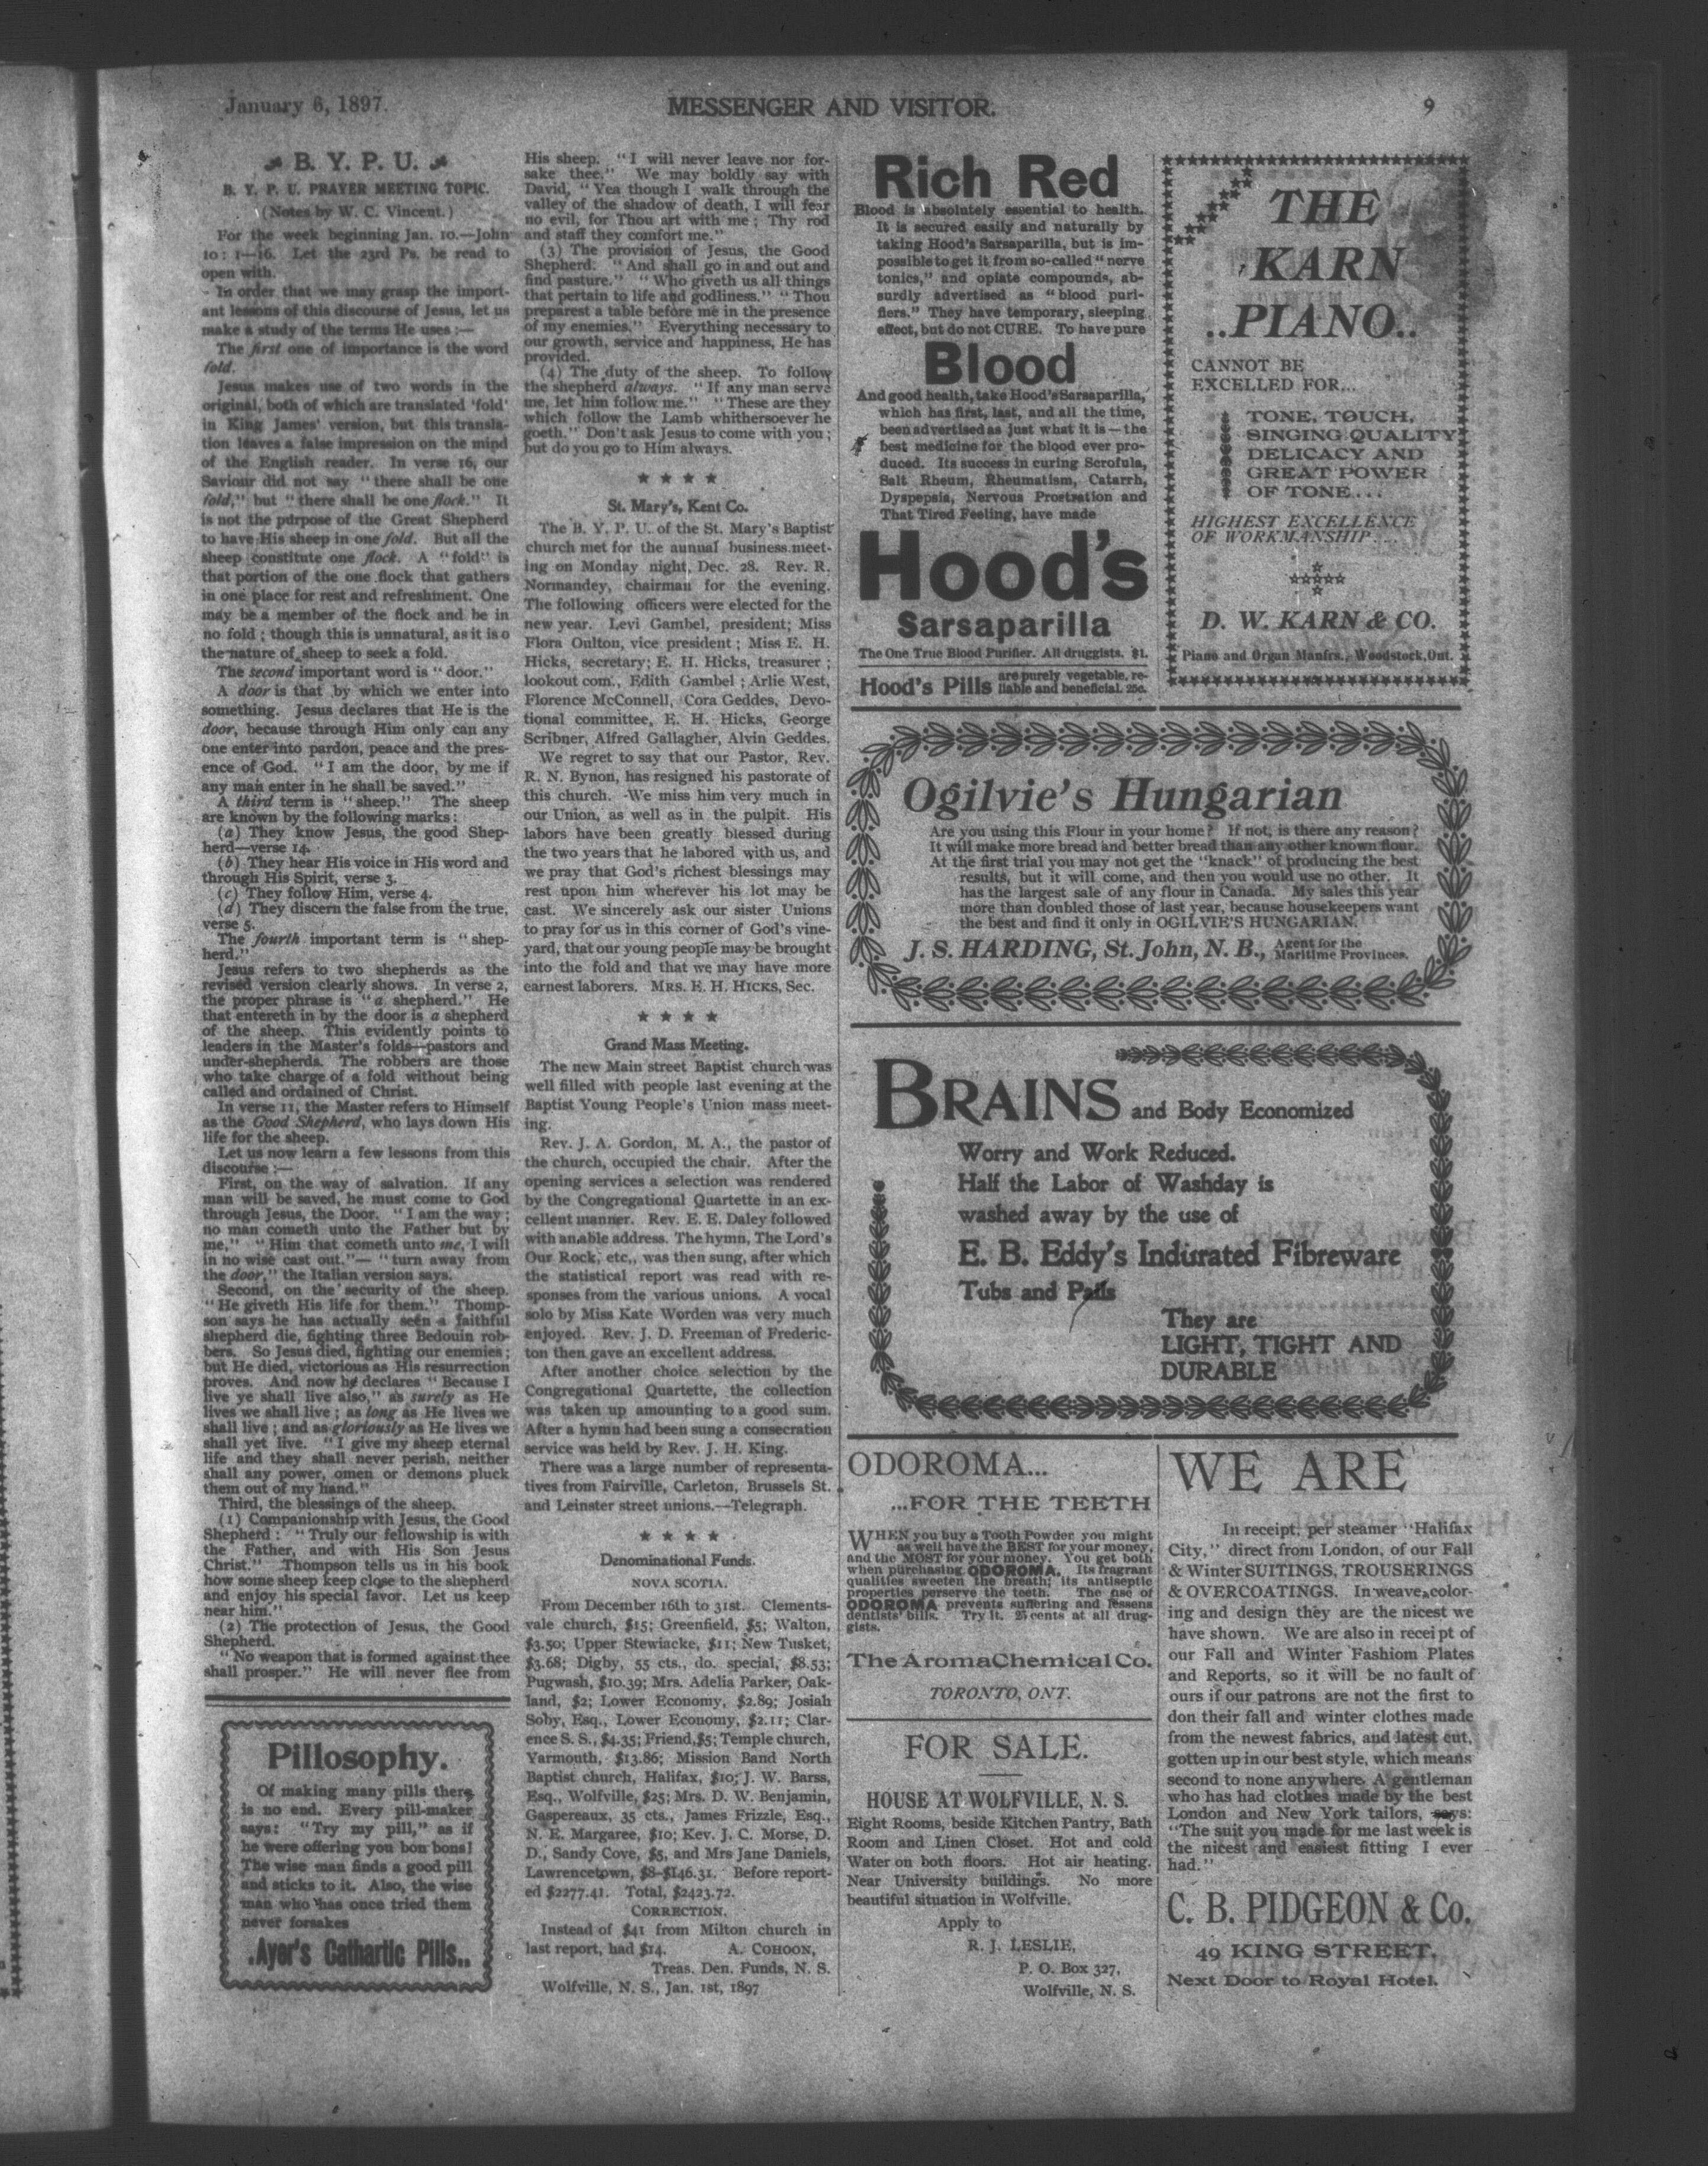 January 6, 1897.
MESSENGER AND VISITOR.
9
B. Y. P. U.
B. Y. P. U. PRAYER MEETING TOPIC.
(Notes by W. C. Vincent.)
For the week beginning Jan. 10.—John
10: 1—16. Let the 23rd Ps. be read to
open with.
In order that we may grasp the import-
ant lessons of this discourse of Jesus, let us
make a study of the terms He uses:—
The first one of importance is the word
fold.
Jesus makes use of two words in the
original, both of which are translated 'fold'
in King James' version, but this transla-
tion leaves a false impression on the mind
of the English reader. In verse 16, our
Saviour did not say "there shall be one
fold," but "there shall be one flock." It
is not the purpose of the Great Shepherd
to have His sheep in one fold. But all the
sheep constitute one flock. A "fold" is
that portion of the one flock that gathers
in one place for rest and refreshment. One
may be a member of the flock and be in
no fold; though this is unnatural, as it is o
the nature of sheep to seek a fold.
The second important word is "door."
A door is that by which we enter into
something. Jesus declares that He is the
door, because through Him only can any
one enter into pardon, peace and the pres-
ence of God. "I am the door, by me if
any man enter in he shall be saved."
A third term is "sheep." The sheep
are known by the following marks:
(a) They know Jesus, the good Shep-
herd—verse 14.
(b) They hear His voice in His word and
through His Spirit, verse 3.
(c) They follow Him, verse 4.
(d) They discern the false from the true,
verse 5.
The fourth important term is "shep-
herd."
Jesus refers to two shepherds as the
revised version clearly shows. In verse 2,
the proper phrase is "a shepherd." He
that entereth in by the door is a shepherd
of the sheep. This evidently points to
leaders in the Master's folds—pastors and
under-shepherds. The robbers are those
who take charge of a fold without being
called and ordained of Christ.
In verse 11, the Master refers to Himself
as the Good Shepherd, who lays down His
life for the sheep.
Let us now learn a few lessons from this
discourse:—
First, on the way of salvation. If any
man will be saved, he must come to God
through Jesus, the Door. "I am the way;
no man cometh unto the Father but by
me," "Him that cometh unto me, I will
in no wise cast out."—"turn away from
the door," the Italian version says.
Second, on the security of the sheep.
"He giveth His life for them." Thomp-
son says he has actually seen a faithful
shepherd die, fighting three Bedouin rob-
bers. So Jesus died, fighting our enemies;
but He died, victorious as His resurrection
proves. And now he declares "Because I
live ye shall live also," as surely as He
lives we shall live; as long as He lives we
shall live; and as gloriously as He lives we
shall yet live. "I give my sheep eternal
life and they shall never perish, neither
shall any power, omen or demons pluck
them out of my hand."
Third, the blessings of the sheep.
(1) Companionship with Jesus, the Good
Shepherd: "Truly our fellowship is with
the Father, and with His Son Jesus
Christ." Thompson tells us in his book
how some sheep keep close to the shepherd
and enjoy his special favor. Let us keep
near him."
(2) The protection of Jesus, the Good
Shepherd.
"No weapon that is formed against thee
shall prosper." He will never flee from
Pillosophy.
Of making many pills there
is no end. Every pill-maker
says: "Try my pill," as if
he were offering you bon bons!
The wise man finds a good pill
and sticks to it. Also, the wise
man who has once tried them
never forsakes
.Ayer's Cathartic Pills..
His sheep. "I will never leave nor for-
sake thee." We may boldly say with
David, "Yea though I walk through the
valley of the shadow of death, I will fear
no evil, for Thou art with me; Thy rod
and staff they comfort me."
(3) The provision of Jesus, the Good
Shepherd. "And shall go in and out and
find pasture." "Who giveth us all things
that pertain to life and godliness." "Thou
preparest a table before me in the presence
of my enemies." Everything necessary to
our growth, service and happiness, He has
provided.
(4) The duty of the sheep. To follow
the shepherd always. "If any man serve
me, let him follow me." "These are they
which follow the Lamb whithersoever he
goeth." Don't ask Jesus to come with you;
but do you go to Him always.
★ ★ ★ ★
St. Mary's, Kent Co.
The B. Y. P. U. of the St. Mary's Baptist
church met for the aunual business meet-
ing on Monday night, Dec. 28. Rev. R.
Normandey, chairman for the evening.
The following officers were elected for the
new year. Levi Gambel, president; Miss
Flora Oulton, vice president; Miss E. H.
Hicks, secretary; E. H. Hicks, treasurer;
lookout com., Edith Gambel; Arlie West,
Florence McConnell, Cora Geddes, Devo-
tional committee, E. H. Hicks, George
Scribner, Alfred Gallagher, Alvin Geddes.
We regret to say that our Pastor, Rev.
R. N. Bynon, has resigned his pastorate of
this church. We miss him very much in
our Union, as well as in the pulpit. His
labors have been greatly blessed during
the two years that he labored with us, and
we pray that God's richest blessings may
rest upon him wherever his lot may be
cast. We sincerely ask our sister Unions
to pray for us in this corner of God's vine-
yard, that our young people may be brought
into the fold and that we may have more
earnest laborers. MRS. E. H. HICKS, Sec.
★ ★ ★ ★
Grand Mass Meeting.
The new Main street Baptist church was
well filled with people last evening at the
Baptist Young People's Union mass meet-
ing.
Rev. J. A. Gordon, M. A., the pastor of
the church, occupied the chair. After the
opening services a selection was rendered
by the Congregational Quartette in an ex-
cellent manner. Rev. E. E. Daley followed
with an able address. The hymn, The Lord's
Our Rock, etc., was then sung, after which
the statistical report was read with re-
sponses from the various unions. A vocal
solo by Miss Kate Worden was very much
enjoyed. Rev. J. D. Freeman of Frederic-
ton then gave an excellent address.
After another choice selection by the
Congregational Quartette, the collection
was taken up amounting to a good sum.
After a hymn had been sung a consecration
service was held by Rev. J. H. King.
There was a large number of representa-
tives from Fairville, Carleton, Brussels St.
and Leinster street unions.—Telegraph.
★ ★ ★ ★
Denominational Funds.
NOVA SCOTIA.
From December 16th to 31st. Clements-
vale church, $15; Greenfield, $5; Walton,
$3.50; Upper Stewiacke, $11; New Tusket,
$3.68; Digby, 55 cts., do. special, $8.53;
Pugwash, $10.39; Mrs. Adelia Parker, Oak-
land, $2; Lower Economy, $2.89; Josiah
Soby, Esq., Lower Economy, $2.11; Clar-
ence S. S., $4.35; Friend, $5; Temple church,
Yarmouth, $13.86; Mission Band North
Baptist church, Halifax, $10; J. W. Barss,
Esq., Wolfville, $25; Mrs. D. W. Benjamin,
Gaspereaux, 35 cts., James Frizzle, Esq.,
N. E. Margaree, $10; Kev. J. C. Morse, D.
D., Sandy Cove, $5, and Mrs Jane Daniels,
Lawrencetown, $8–$146.31. Before report-
ed $2277.41. Total, $2423.72.
CORRECTION.
Instead of $41 from Milton church in
last report, had $14. A. COHOON,
Treas. Den. Funds, N. S.
Wolfville, N. S., Jan. 1st, 1897
Rich Red
Blood is absolutely essential to health.
It is secured easily and naturally by
taking Hood's Sarsaparilla, but is im-
possible to get it from so-called "nerve
tonics," and opiate compounds, ab-
surdly advertised as "blood puri-
fiers." They have temporary, sleeping
effect, but do not CURE. To have pure
Blood
And good health, take Hood's Sarsaparilla,
which has first, last, and all the time,
been advertised as just what it is — the
best medicine for the blood ever pro-
duced. Its success in curing Scrofula,
Salt Rheum, Rheumatism, Catarrh,
Dyspepsia, Nervous Prostration and
That Tired Feeling, have made
Hood's
Sarsaparilla
The One True Blood Purifier. All druggists. $1.
Hood's Pills are purely vegetable, re-
liable and beneficial. 25c.
THE
KARN
..PIANO..
CANNOT BE
EXCELLED FOR...
TONE, TOUCH,
SINGING QUALITY
DELICACY AND
GREAT POWER
OF TONE...
HIGHEST EXCELLENCE
OF WORKMANSHIP....
D. W. KARN & CO.
Piano and Organ Manfrs., Woodstock, Ont.
Ogilvie's Hungarian
Are you using this Flour in your home? If not, is there any reason?
It will make more bread and better bread than any other known flour.
At the first trial you may not get the "knack" of producing the best
results, but it will come, and then you would use no other. It
has the largest sale of any flour in Canada. My sales this year
more than doubled those of last year, because housekeepers want
the best and find it only in OGILVIE'S HUNGARIAN.
J. S. HARDING, St. John, N. B., Agent for the
Maritime Provinces.
BRAINS and Body Economized
Worry and Work Reduced.
Half the Labor of Washday is
washed away by the use of
E. B. Eddy's Indurated Fibreware
Tubs and Pails
They are
LIGHT, TIGHT AND
DURABLE
ODOROMA...
...FOR THE TEETH
WHEN you buy a Tooth Powder you might
as well have the BEST for your money,
and the MOST for your money. You get both
when purchasing ODOROMA. Its fragrant
qualities sweeten the breath; its antiseptic
properties perserve the teeth. The use of
ODOROMA prevents suffering and lessens
dentists' bills. Try it. 25 cents at all drug-
gists.
The Aroma Chemical Co.
TORONTO, ONT.
FOR SALE.
HOUSE AT WOLFVILLE, N. S.
Eight Rooms, beside Kitchen Pantry, Bath
Room and Linen Closet. Hot and cold
Water on both floors. Hot air heating.
Near University buildings. No more
beautiful situation in Wolfville.
Apply to
R. J. LESLIE,
P. O. Box 327,
Wolfville, N. S.
WE ARE
In receipt, per steamer "Halifax
City," direct from London, of our Fall
& Winter SUITINGS, TROUSERINGS
& OVERCOATINGS. In weave, color-
ing and design they are the nicest we
have shown. We are also in receipt of
our Fall and Winter Fashiom Plates
and Reports, so it will be no fault of
ours if our patrons are not the first to
don their fall and winter clothes made
from the newest fabrics, and latest cut,
gotten up in our best style, which means
second to none anywhere. A gentleman
who has had clothes made by the best
London and New York tailors, says:
"The suit you made for me last week is
the nicest and easiest fitting I ever
had."
C. B. PIDGEON & Co.
49 KING STREET,
Next Door to Royal Hotel.